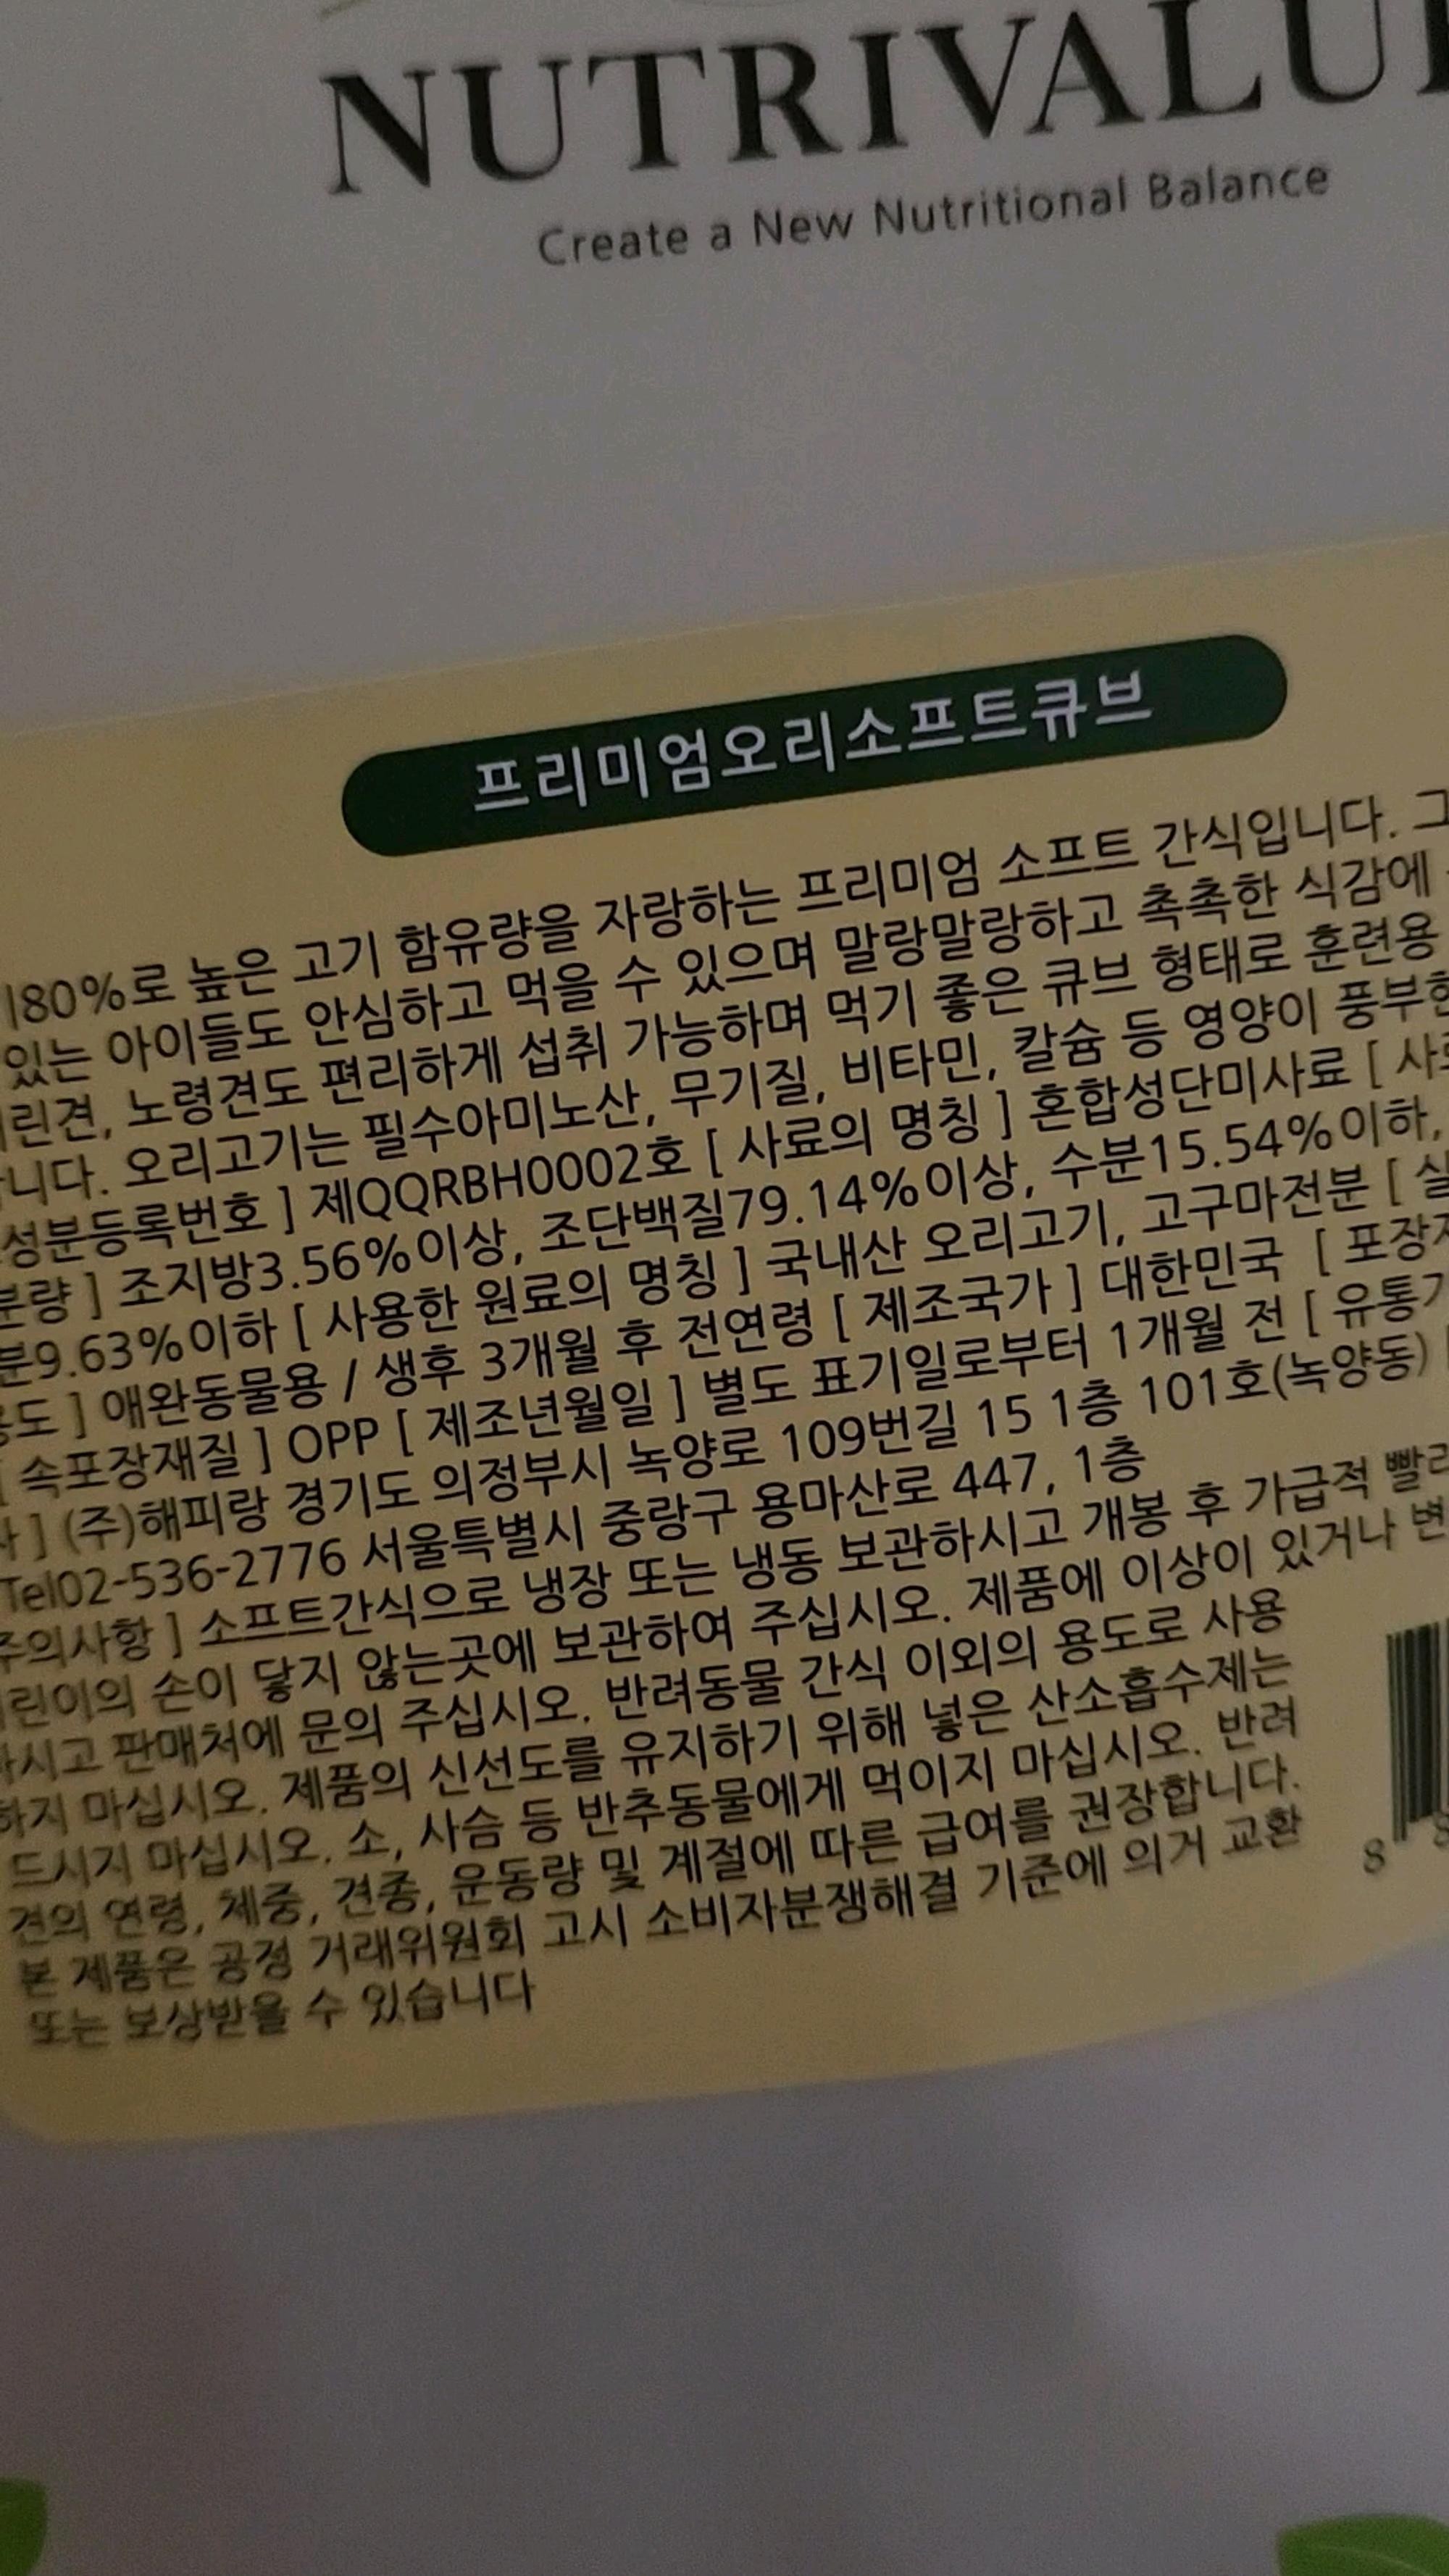 NUTRIVALU
Create a New Nutritional Balance
프리미엄오리소프트큐브
80%로 높은 고기 함유량을 자랑하는 프리미엄 소프트 간식입니다. 그
있는 아이들도 안심하고 먹을 수 있으며 말랑말랑하고 촉촉한 식감에
린견, 노령견도 편리하게 섭취 가능하며 먹기 좋은 큐브 형태로 훈련용
니다. 오리고기는 필수아미노산, 무기질, 비타민, 칼슘 등 영양이 풍부한
성분등록번호 ] 제QQRBH0002호 [ 사료의 명칭 ] 혼합성단미사료 [ 사료
분량 ] 조지방3.56%이상, 조단백질79.14%이상, 수분15.54%이하,
분9.63%이하 [ 사용한 원료의 명칭 ] 국내산 오리고기, 고구마전분 [
용도 ] 애완동물용 / 생후 3개월 후 전연령 [ 제조국가 ] 대한민국 [ 포장
[ 속포장재질 ] OPP [ 제조년월일 ] 별도 표기일로부터 1개월 전 [ 유통기
] (주)해피랑 경기도 의정부시 녹양로 109번길 15 1층 101호(녹양동)
Tel02-536-2776 서울특별시 중랑구 용마산로 447, 1층
주의사항 ] 소프트간식으로 냉장 또는 냉동 보관하시고 개봉 후 가급적 빨리
린이의 손이 닿지 않는곳에 보관하여 주십시오. 제품에 이상이 있거나 변
하시고 판매처에 문의 주십시오. 반려동물 간식 이외의 용도로 사용
하지 마십시오. 제품의 신선도를 유지하기 위해 넣은 산소흡수제는
드시지 마십시오. 소, 사슴 등 반추동물에게 먹이지 마십시오. 반려
견의 연령, 체중, 견종, 운동량 및 계절에 따른 급여를 권장합니다.
본 제품은 공정 거래위원회 고시 소비자분쟁해결 기준에 의거 교환
또는 보상받을 수 있습니다
8